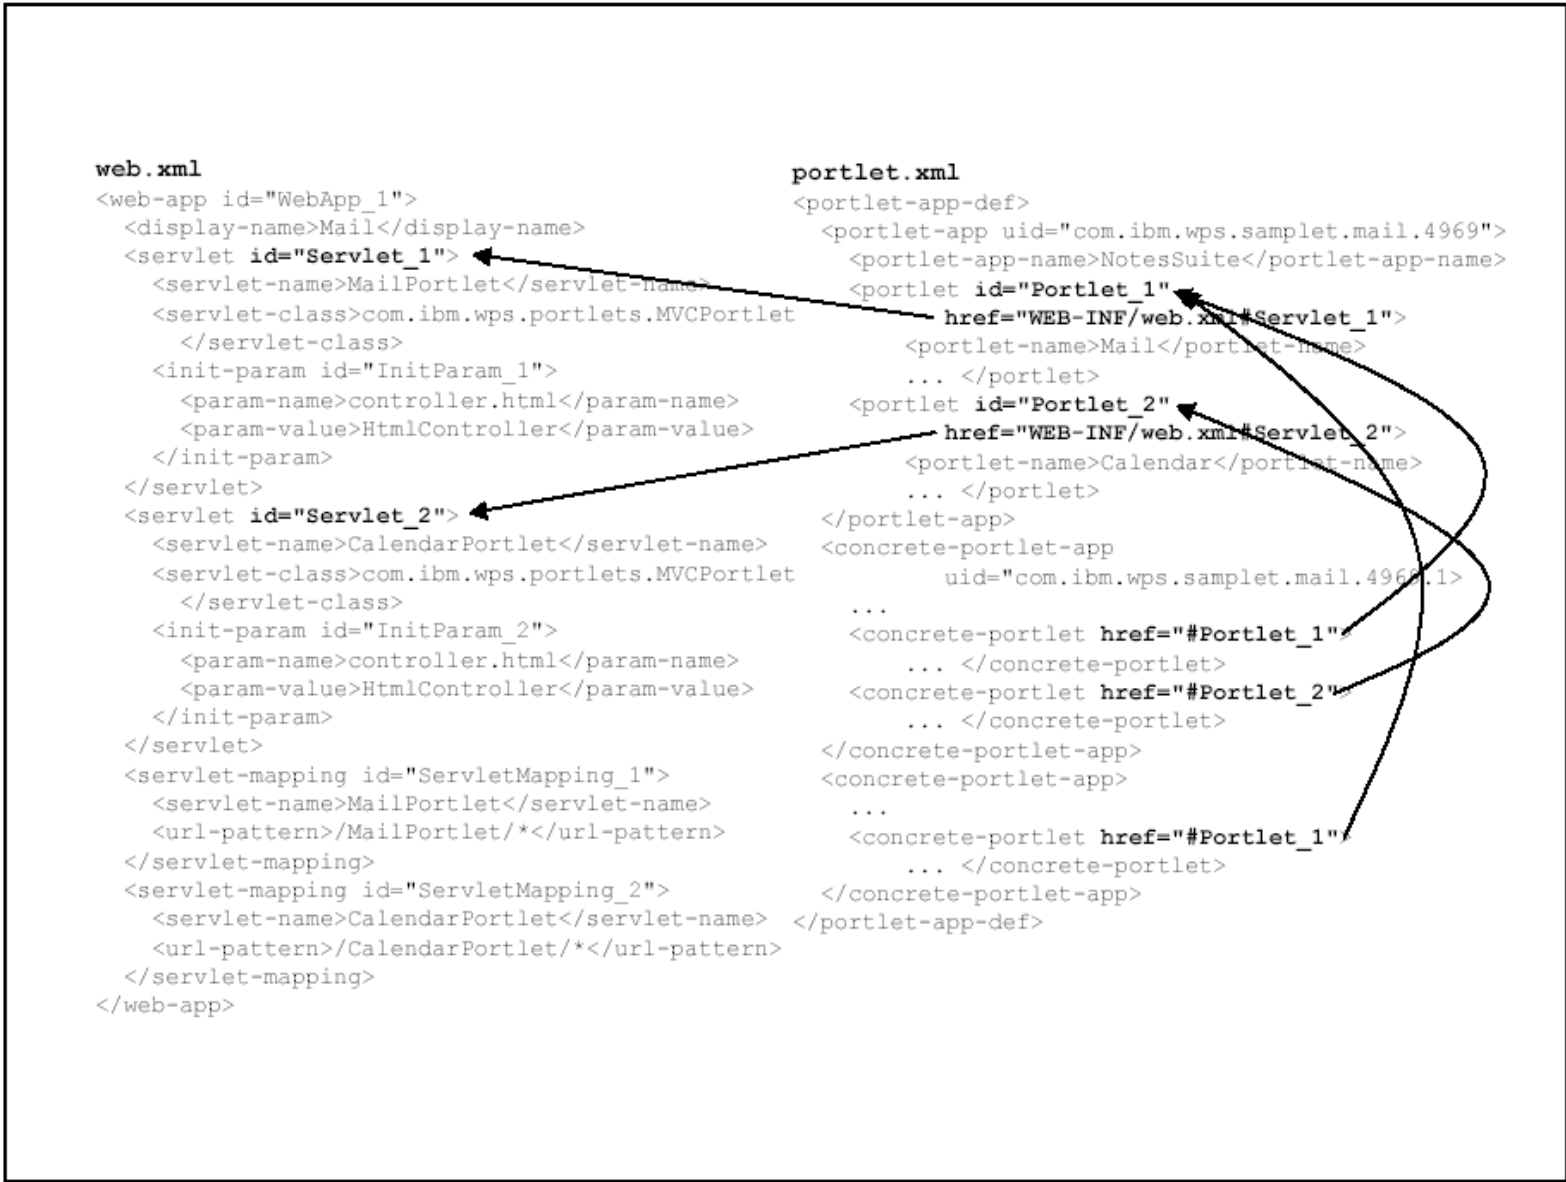 web.xml
<web-app id="WebApp_1">
<display-name>Mail</display-name>
<servlet id="Servlet_1">
<servlet-name>MailPortlet</servlet-name>
<servlet-class>com.ibm.wps.portlets.MVCPortlet
</servlet-class>
<init-param id="InitParam_1">
<param-name>controller.html</param-name>
<param-value>HtmlController</param-value>
</init-param>
</servlet>
<servlet id="Servlet_2">
<servlet-name>CalendarPortlet</servlet-name>
<servlet-class>com.ibm.wps.portlets.MVCPortlet
</servlet-class>
<init-param id="InitParam_2">
<param-name>controller.html</param-name>
<param-value>HtmlController</param-value>
</init-param>
</servlet>
<servlet-mapping id="ServletMapping_1">
<servlet-name>MailPortlet</servlet-name>
<url-pattern>/MailPortlet/*</url-pattern>
</servlet-mapping>
<servlet-mapping id="ServletMapping_2">
<servlet-name>CalendarPortlet</servlet-name>
<url-pattern>/CalendarPortlet/*</url-pattern>
</servlet-mapping>
</web-app>
portlet.xml
<portlet-app-def>
<portlet-app uid="com.ibm.wps.samplet.mail.4969">
<portlet-app-name>NotesSuite</portlet-app-name>
<portlet id="Portlet_1"
href="WEB-INF/web.xml#Servlet_1">
<portlet-name>Mail</portlet-name>
... </portlet>
<portlet id="Portlet_2"
href="WEB-INF/web.xml#Servlet_2">
<portlet-name>Calendar</portlet-name>
... </portlet>
</portlet-app>
<concrete-portlet-app
uid="com.ibm.wps.samplet.mail.4969.1>
...
<concrete-portlet href="#Portlet_1">
... </concrete-portlet>
<concrete-portlet href="#Portlet_2">
... </concrete-portlet>
</concrete-portlet-app>
<concrete-portlet-app>
...
<concrete-portlet href="#Portlet_1">
... </concrete-portlet>
</concrete-portlet-app>
</portlet-app-def>